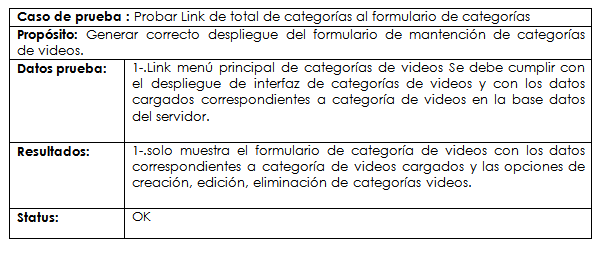 Caso de prueba : Probar Link de total de categorías al formulario de categorías
Propósito: Generar correcto despliegue del formulario de mantención de categorías
de videos.
Datos prueba: 1-.Link menú principal de categorías de videos Se debe cumplir con
el despliegue de interfaz de categorías de videos y con los datos
cargados correspondientes a categoría de videos en la base datos
del servidor.
Resultados: 1-.solo muestra el formulario de categoría de videos con los datos
correspondientes a categoría de videos cargados y las opciones de
creación, edición, eliminación de categorías videos.
Status: OK